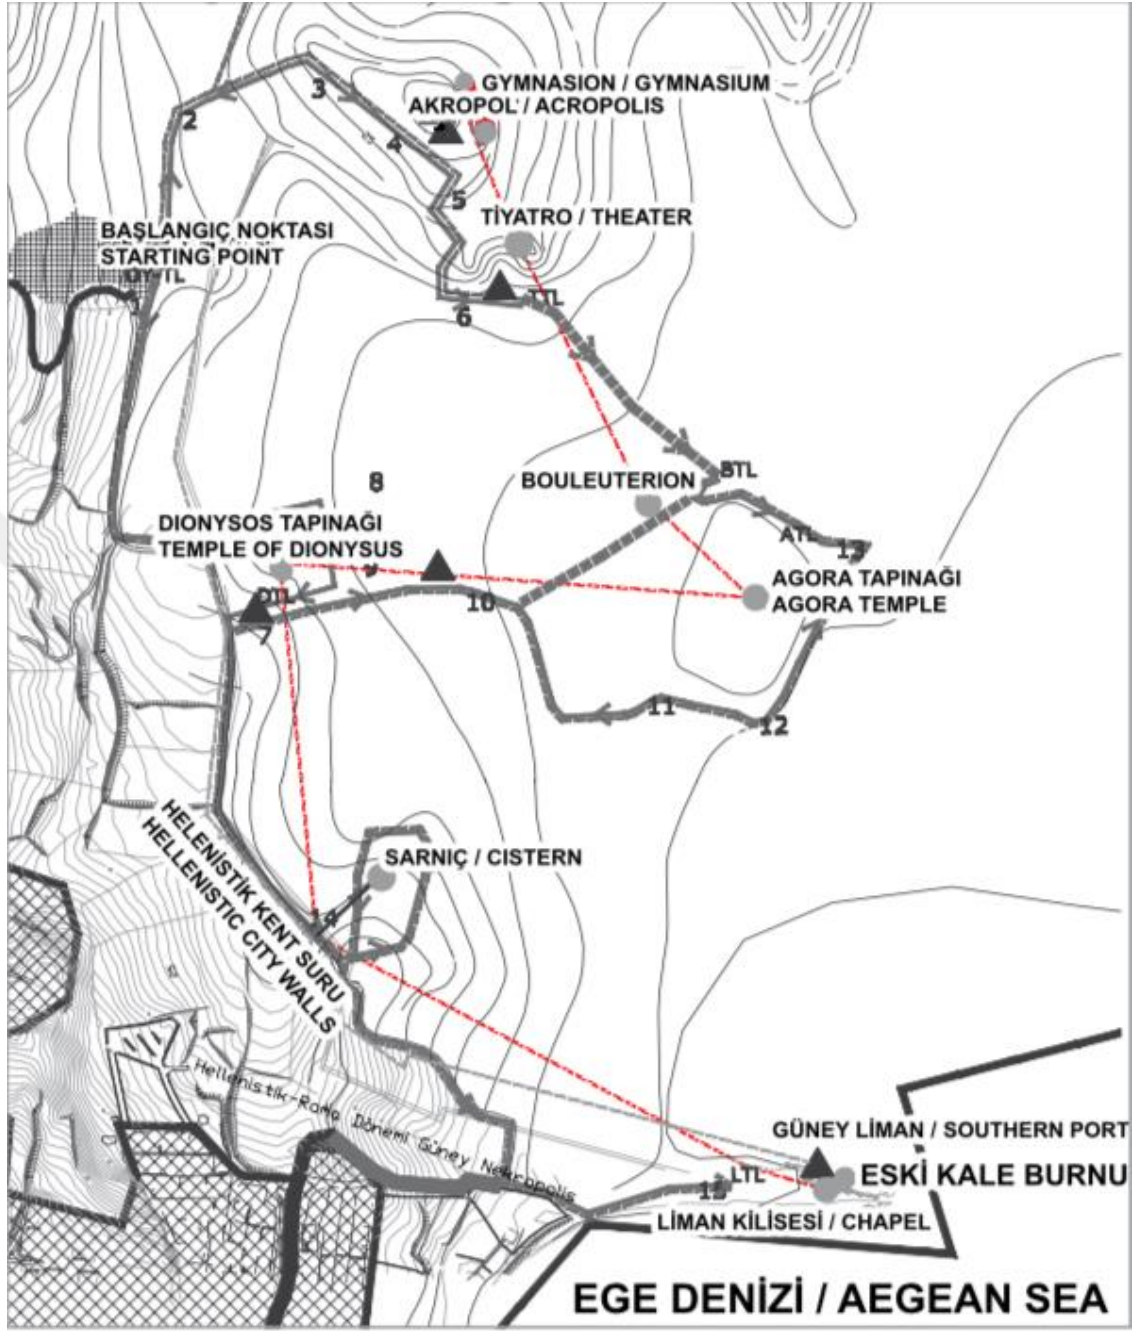 GYMNASION / GYMNASIUM
AKROPOL / ACROPOLIS
3
2
4
5
TİYATRO / THEATER
BAŞLANGIÇ NOKTASI
STARTING POINT
TTL
6
8
BTL
BOULEUTERION
DIONYSOS TAPINAĞI
TEMPLE OF DIONYSUS
ATL
13
9
DTL
AGORA TAPINAĞI
AGORA TEMPLE
10
7
11
12
HELENİSTİK KENT SURU
HELLENISTIC CITY WALLS
SARNIÇ / CISTERN
Hellenistik-Roma Dönemi Güney Nekropolis
GÜNEY LİMAN / SOUTHERN PORT
LTL
ESKİ KALE BURNU
LİMAN KİLİSESİ / CHAPEL
EGE DENİZİ / AEGEAN SEA